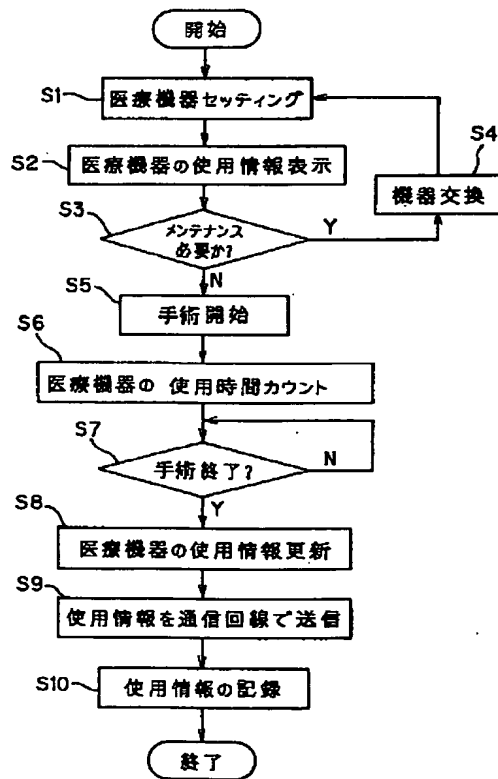 開始
S1
医療機器セッティング
S2
医療機器の使用情報表示
S3
メンテナンス
必要か?
Y
S4
機器交換
N
S5
手術開始
S6
医療機器の 使用時間カウント
S7
手術終了?
N
Y
S8
医療機器の使用情報更新
S9
使用情報を通信回線で送信
S10
使用情報の記録
終了